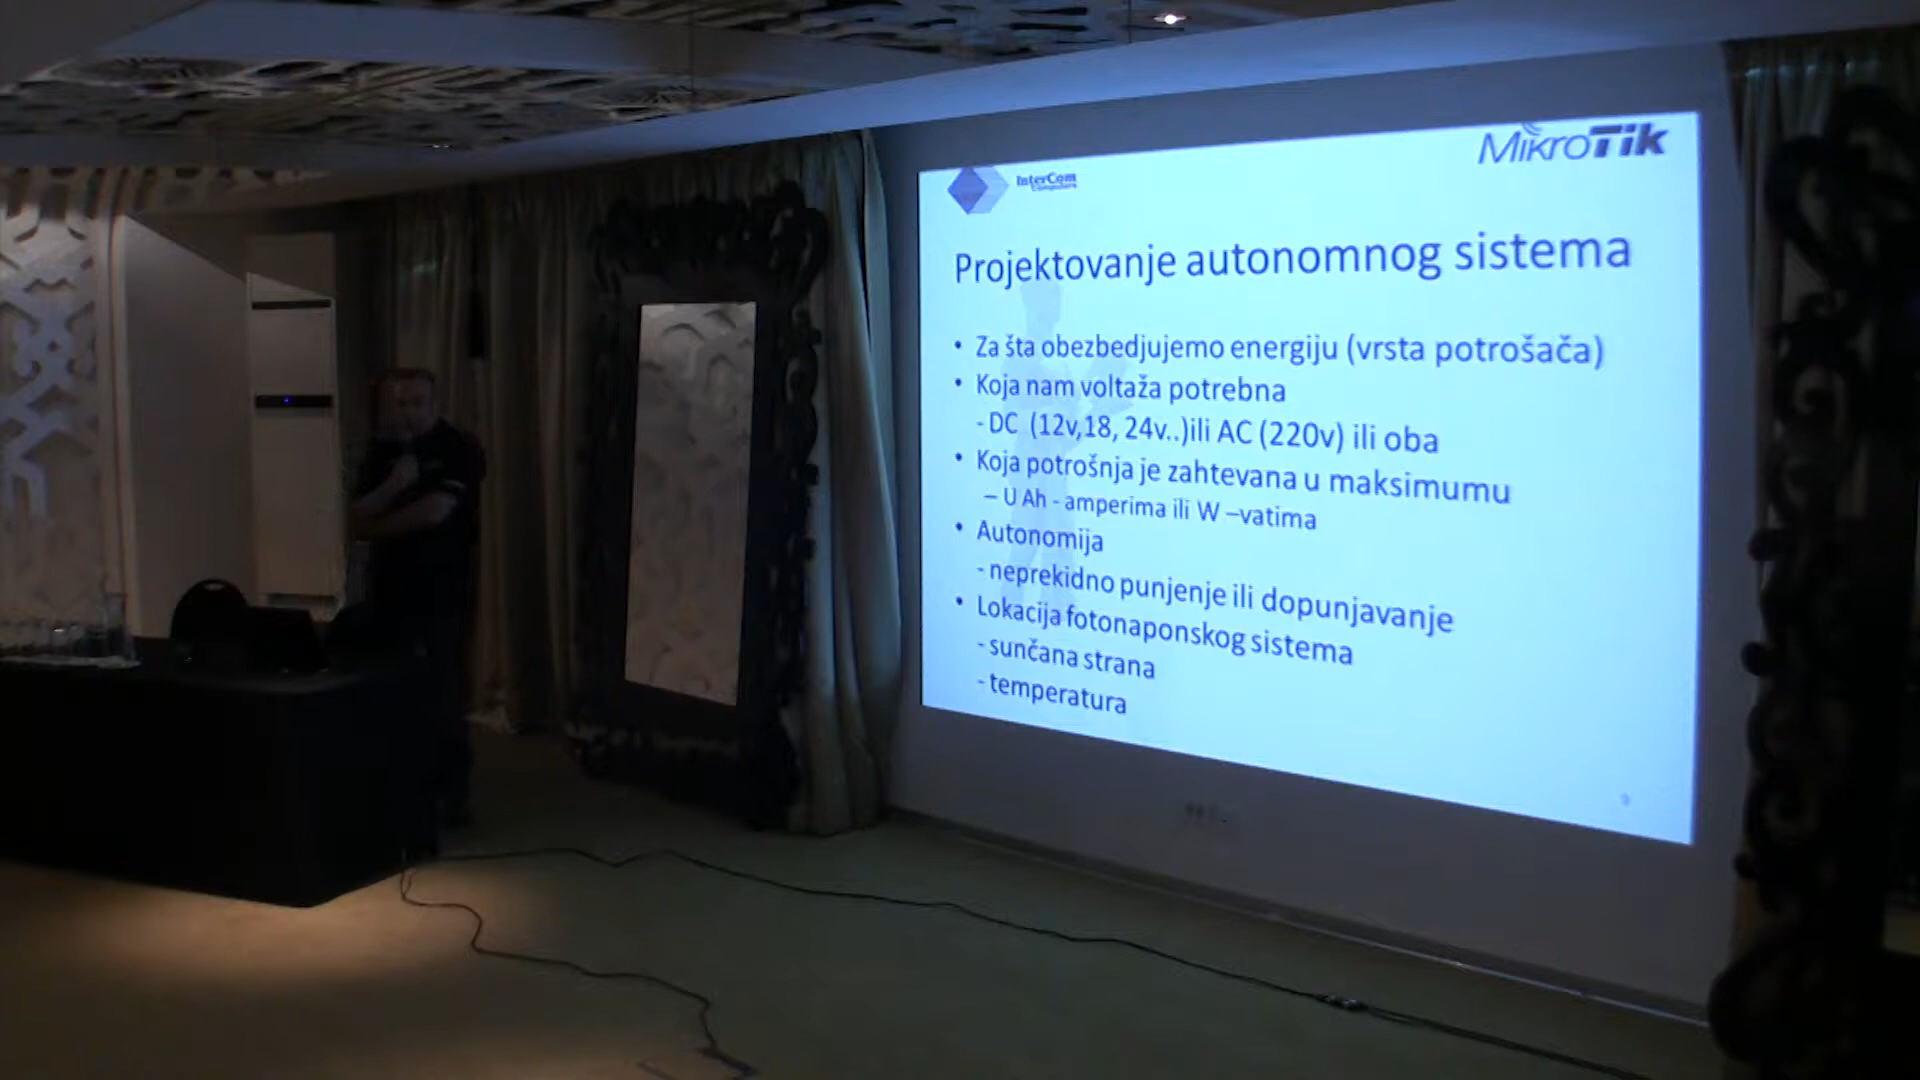 InterCom
Computers
MikroTik
Projektovanje autonomnog sistema
• Za šta obezbedjujemo energiju (vrsta potrošača)
• Koja nam voltaža potrebna
- DC (12v,18, 24v..)ili AC (220v) ili oba
• Koja potrošnja je zahtevana u maksimumu
– U Ah - amperima ili W –vatima
• Autonomija
- neprekidno punjenje ili dopunjavanje
• Lokacija fotonaponskog sistema
- sunčana strana
- temperatura